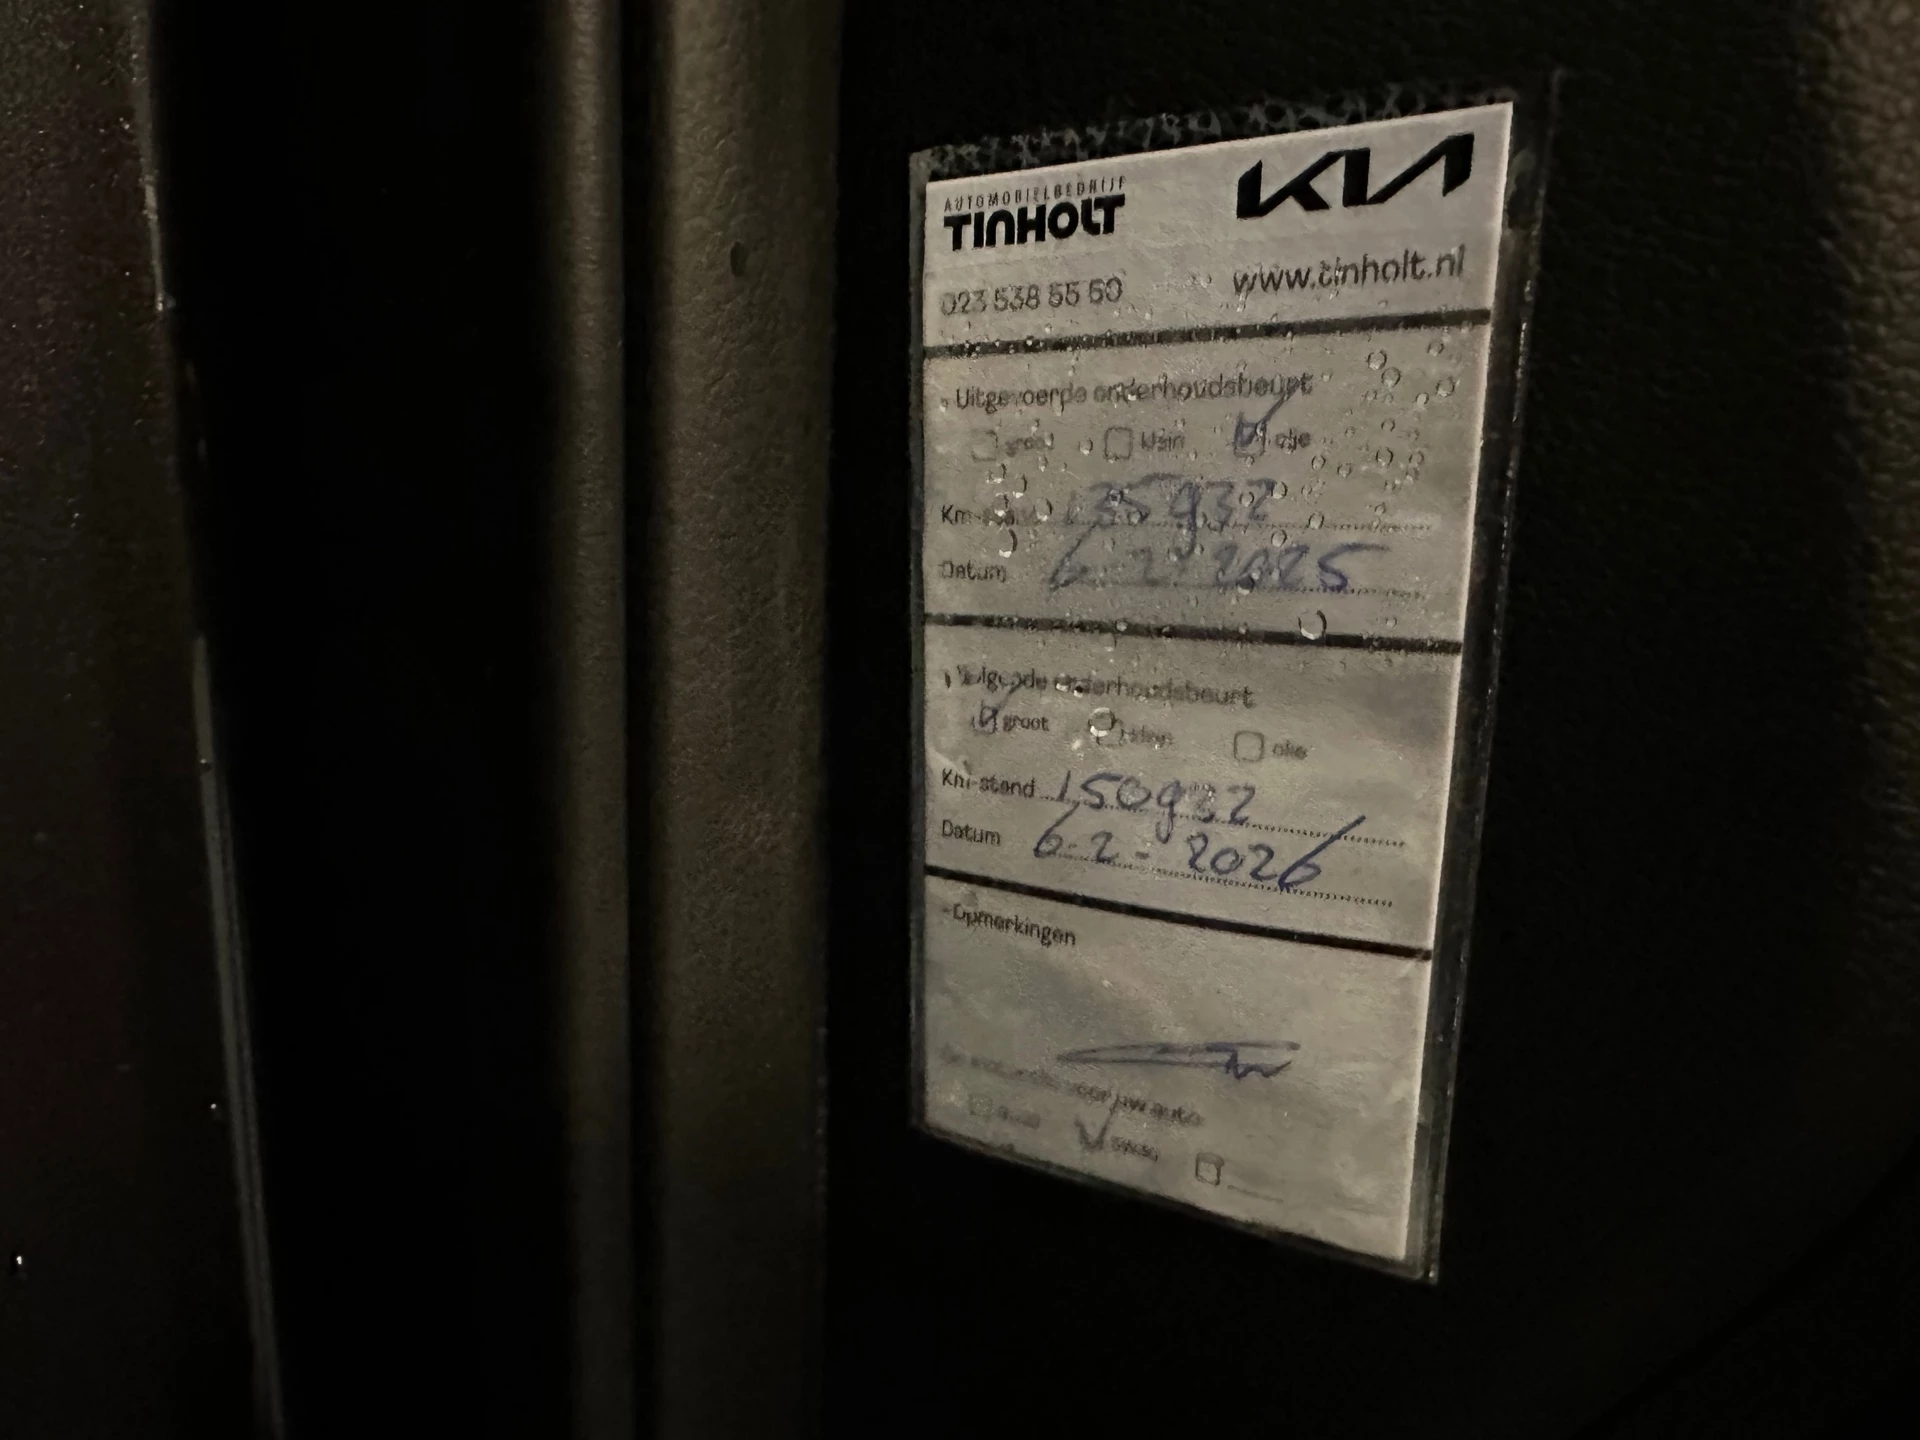 AUTOMOBIELBEDRIJF
TINHOLT
KIA
023 538 55 60
www.tinholt.nl
Uitgevoerde onderhoudsbeurt
groot klein olie
135932
Datum 6-2-2025
Volgende onderhoudsbeurt
groot klein olie
Km-stand 150932
Datum 6-2-2026
Opmerkingen
voor uw auto